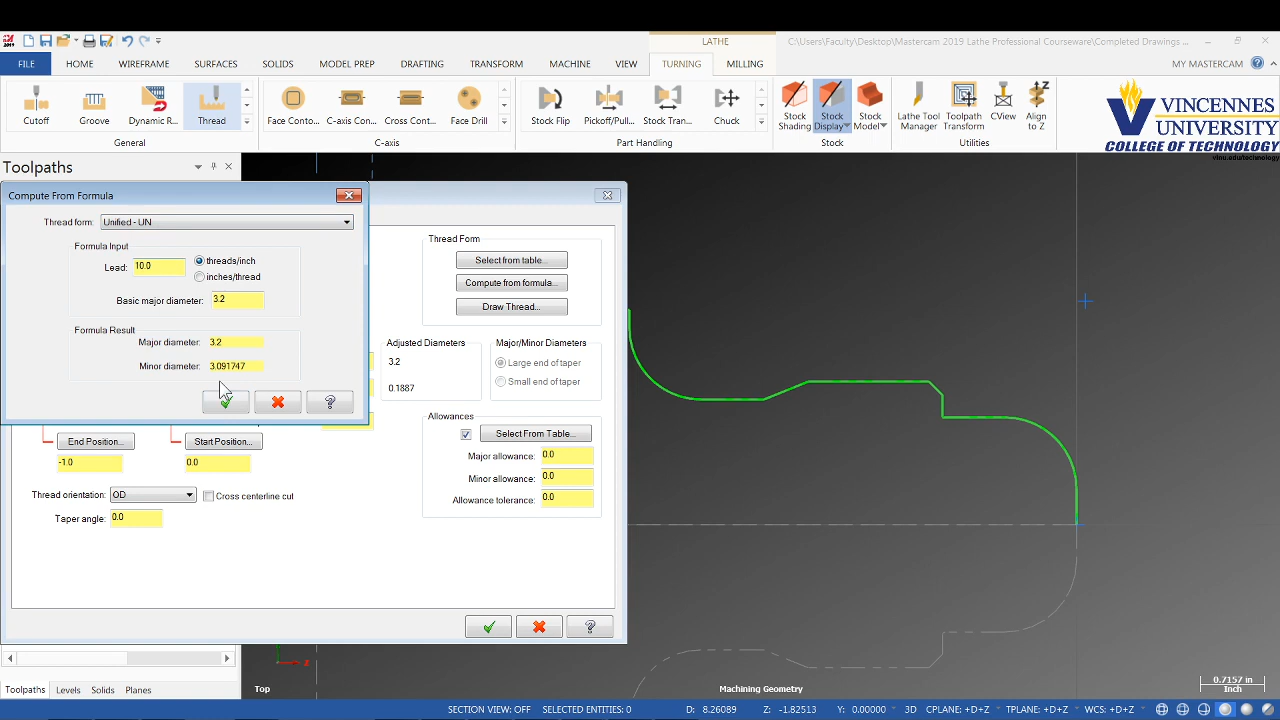 2019
LATHE
C:\Users\Faculty\Desktop\Mastercam 2019 Lathe Professional Courseware\Completed Drawings ...
FILE HOME WIREFRAME SURFACES SOLIDS MODEL PREP DRAFTING TRANSFORM MACHINE VIEW TURNING MILLING MY MASTERCAM
Cutoff Groove Dynamic R... Thread Face Conto... C-axis Con... Cross Cont... Face Drill Stock Flip Pickoff/Pull... Stock Tran... Chuck Stock Shading Stock Display Stock Model Lathe Tool Manager Toolpath Transform CView Align to Z
General C-axis Part Handling Stock Utilities
VINCENNES
UNIVERSITY
COLLEGE OF TECHNOLOGY
vinu.edu/technology
Toolpaths
Compute From Formula
Thread form: Unified - UN
Formula Input
Lead: 10.0 threads/inch
inches/thread
Basic major diameter: 3.2
Formula Result
Major diameter: 3.2
Minor diameter: 3.091747
Thread Form
Select from table...
Compute from formula...
Draw Thread...
Adjusted Diameters
3.2
0.1887
Major/Minor Diameters
Large end of taper
Small end of taper
Allowances
Select From Table...
Major allowance: 0.0
Minor allowance: 0.0
Allowance tolerance: 0.0
End Position... Start Position...
-1.0 0.0
Thread orientation: OD Cross centerline cut
Taper angle: 0.0
Toolpaths Levels Solids Planes
Top
Machining Geometry
0.7157 in
Inch
SECTION VIEW: OFF SELECTED ENTITIES: 0 D: 8.26089 Z: -1.82513 Y: 0.00000 3D CPLANE: +D+Z TPLANE: +D+Z WCS: +D+Z